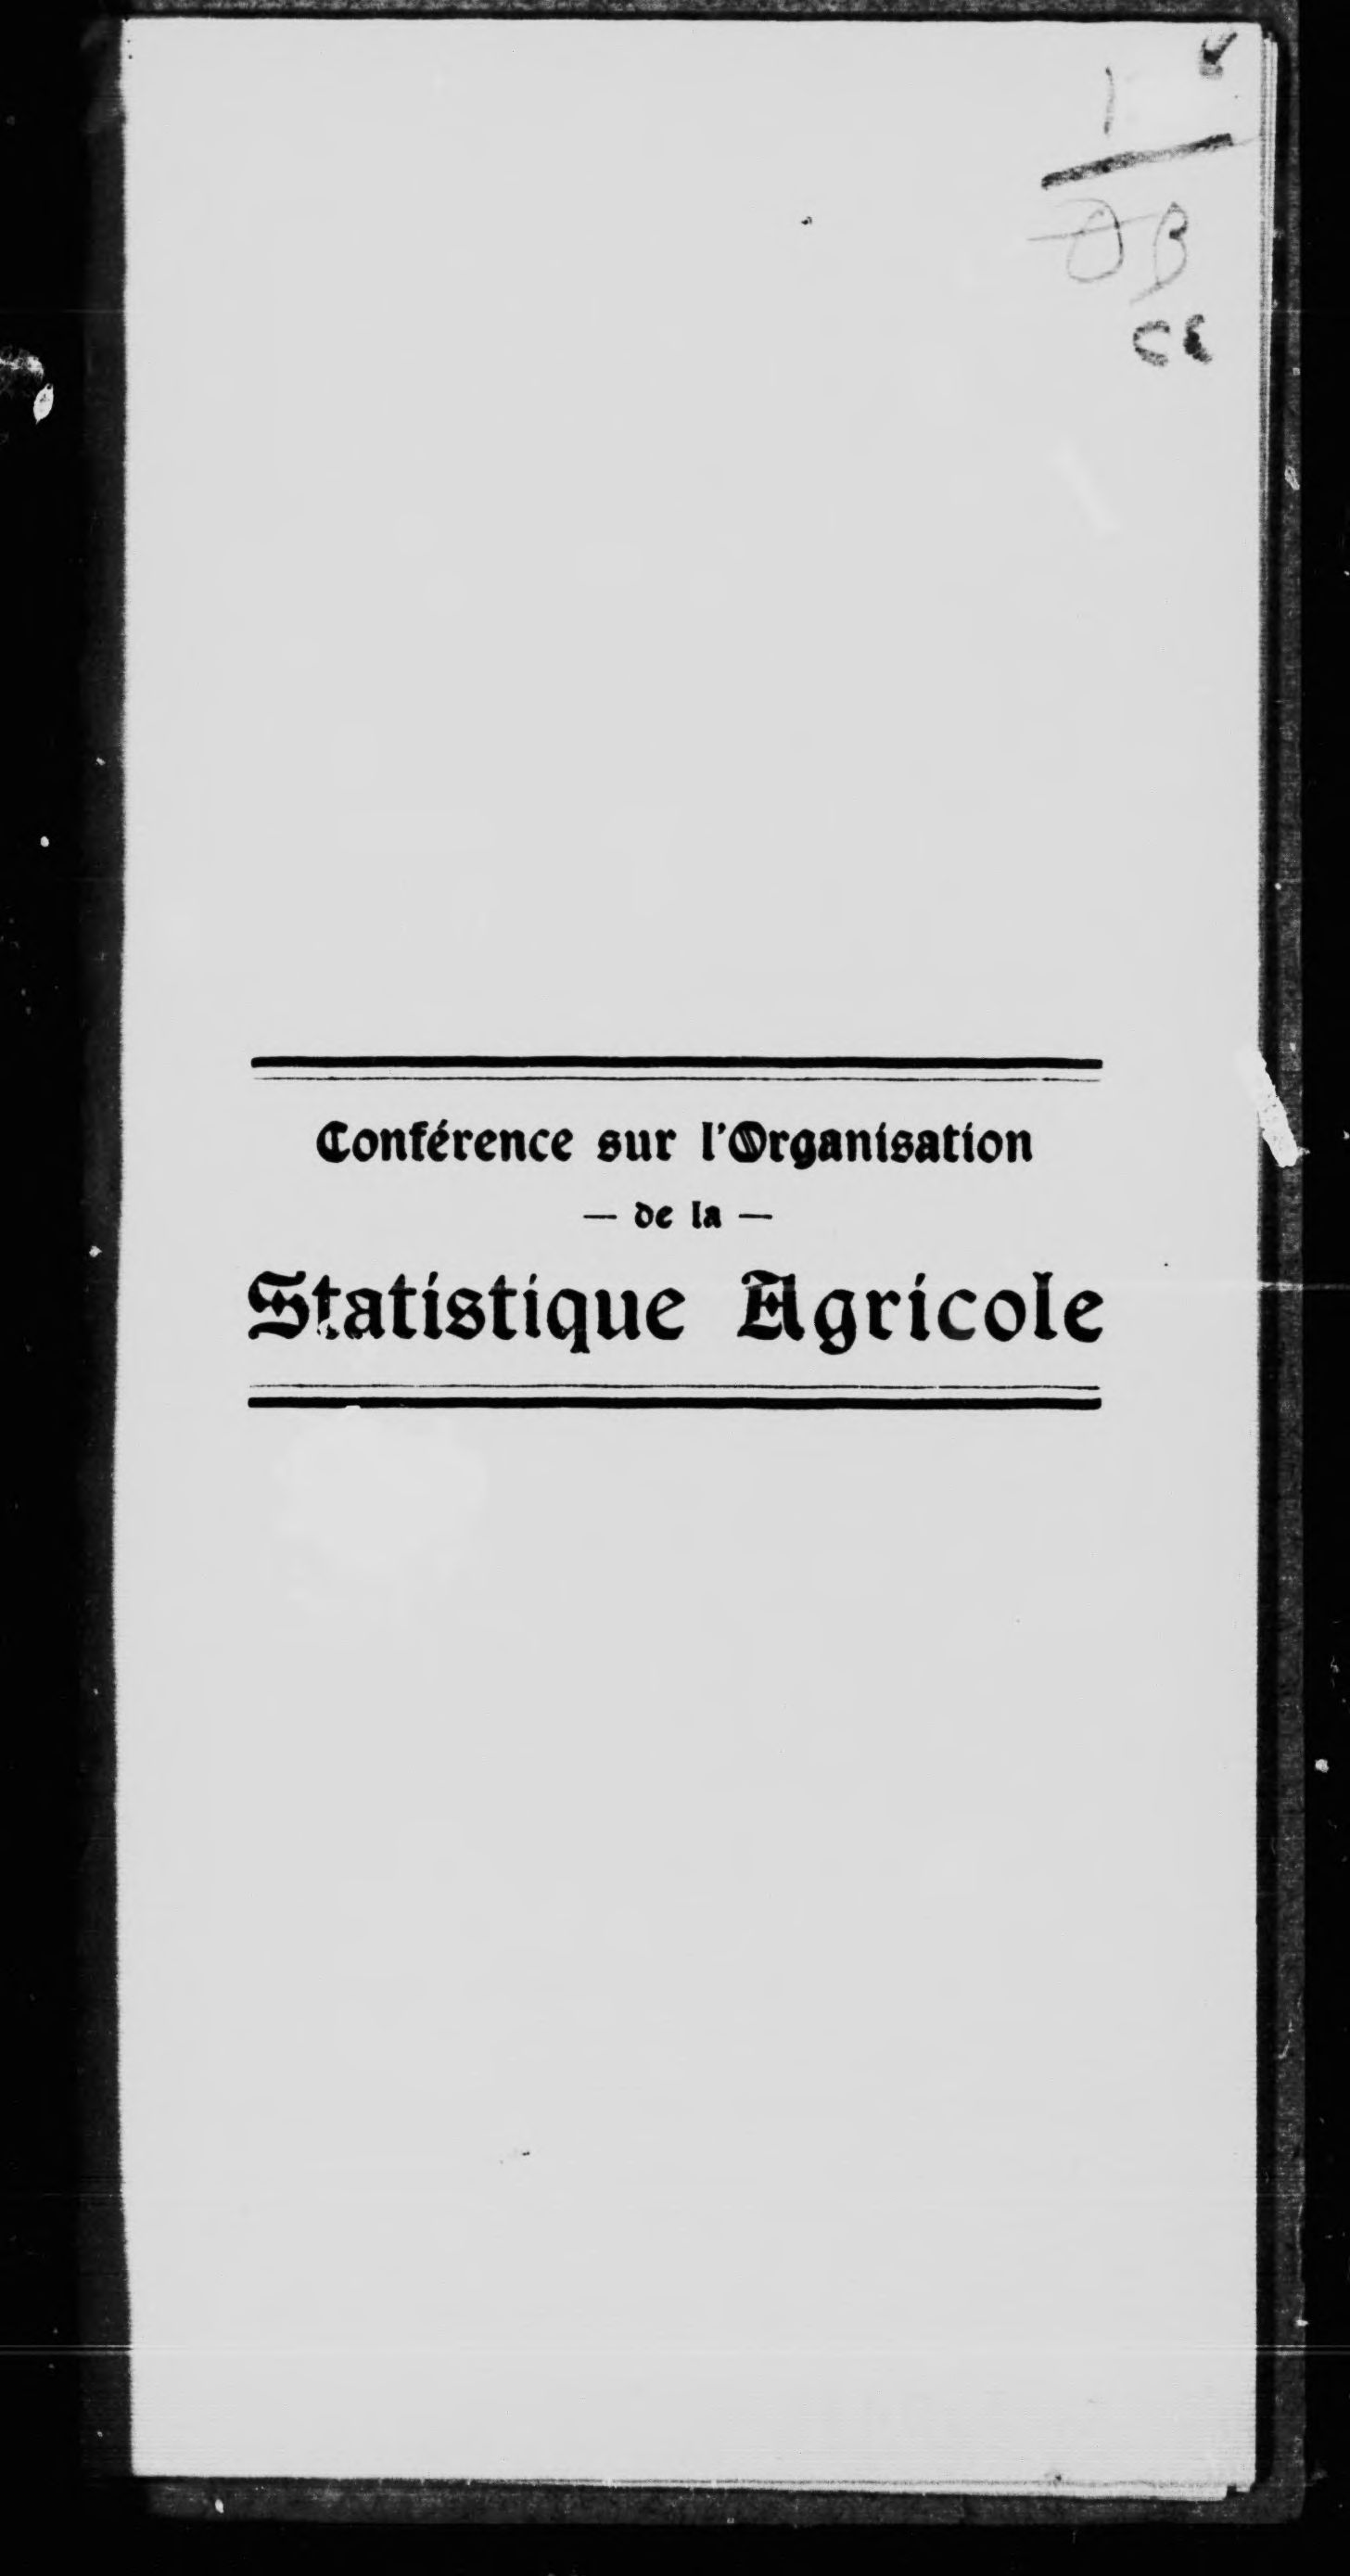 Conférence sur l'Organisation
— de la —
Statistique Agricole